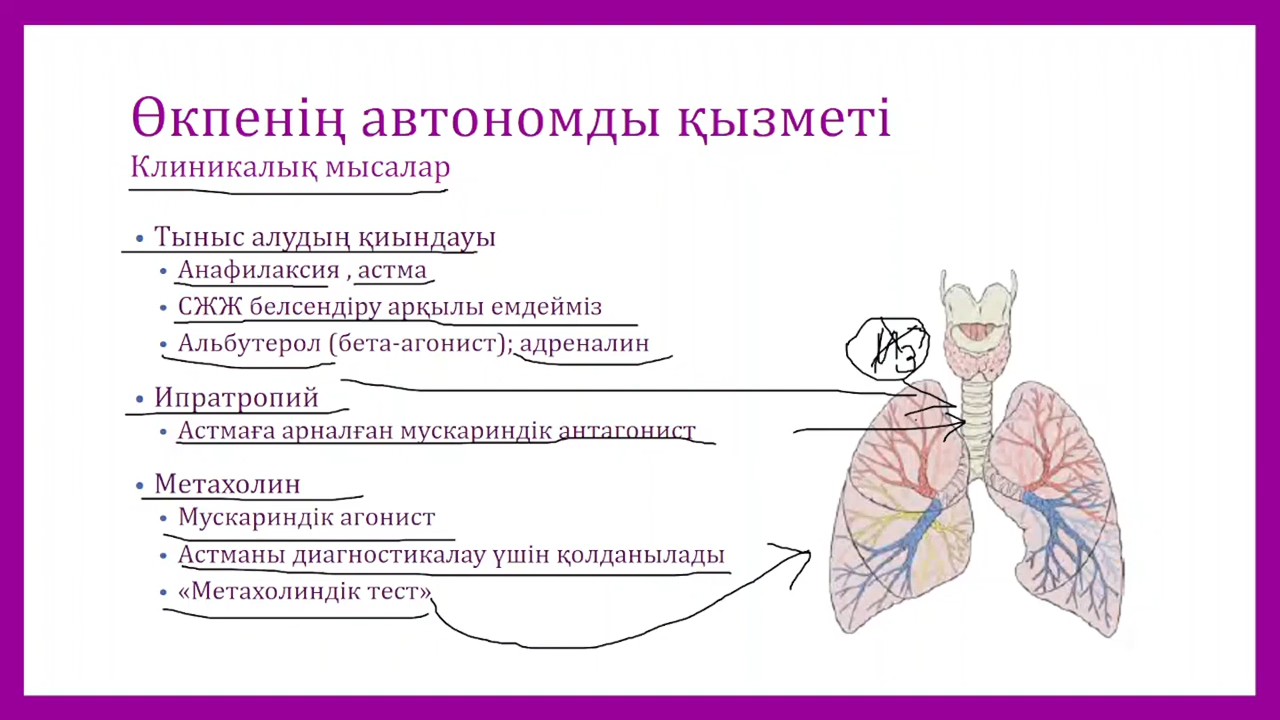 Өкпенің автономды қызметі
Клиникалық мысалар
• Тыныс алудың қиындауы
• Анафилаксия , астма
• СЖЖ белсендіру арқылы емдейміз
• Альбутерол (бета-агонист); адреналин
• Ипратропий
• Астмаға арналған мускариндік антагонист
• Метахолин
• Мускариндік агонист
• Астманы диагностикалау үшін қолданылады
• «Метахолиндік тест»